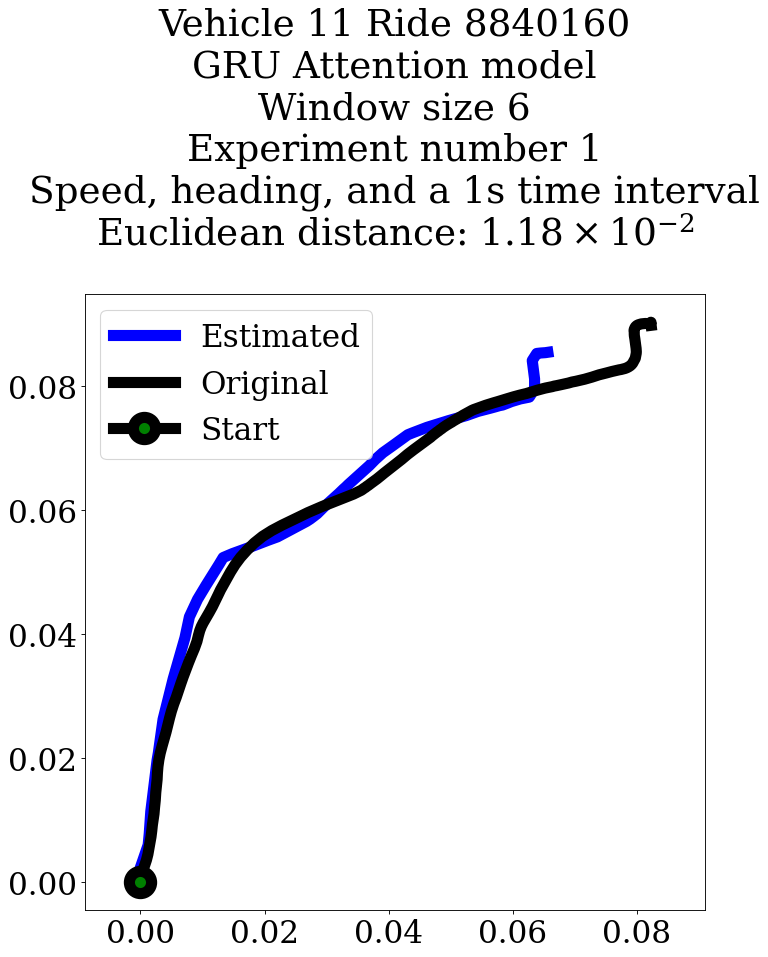 Vehicle 11 Ride 8840160
GRU Attention model
Window size 6
Experiment number 1
Speed, heading, and a 1s time interval
Euclidean distance: 1.18 × 10⁻²
Estimated
Original
Start
0.08
0.06
0.04
0.02
0.00
0.00 0.02 0.04 0.06 0.08